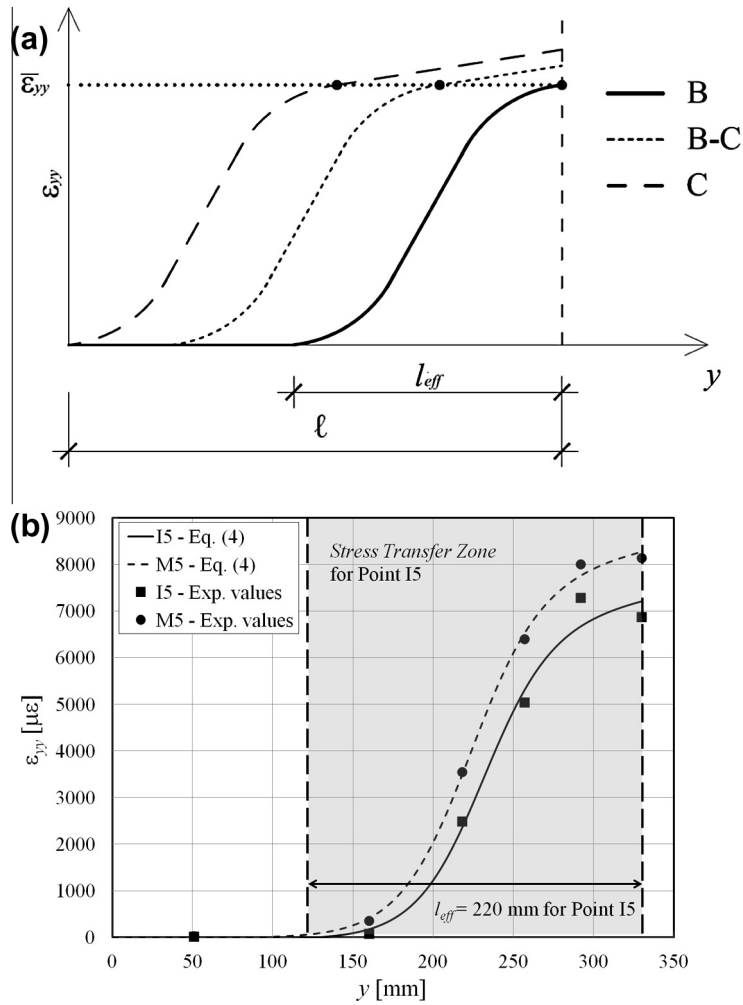 (a)
ε̄yy
εyy
B
B-C
C
y
leff
ℓ
(b)
9000
8000
7000
6000
5000
4000
3000
2000
1000
0
εyy [με]
I5 - Eq. (4)
M5 - Eq. (4)
I5 - Exp. values
M5 - Exp. values
Stress Transfer Zone
for Point I5
leff= 220 mm for Point I5
0 50 100 150 200 250 300 350
y [mm]